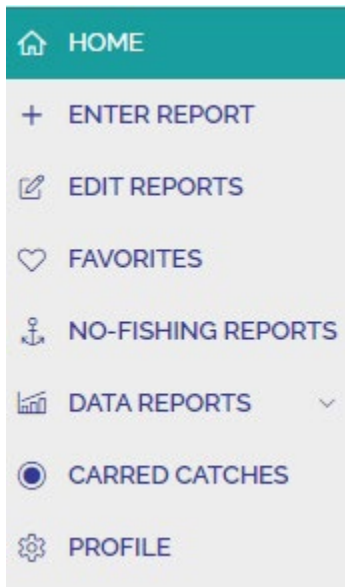 HOME
ENTER REPORT
EDIT REPORTS
FAVORITES
NO-FISHING REPORTS
DATA REPORTS
CARRED CATCHES
PROFILE